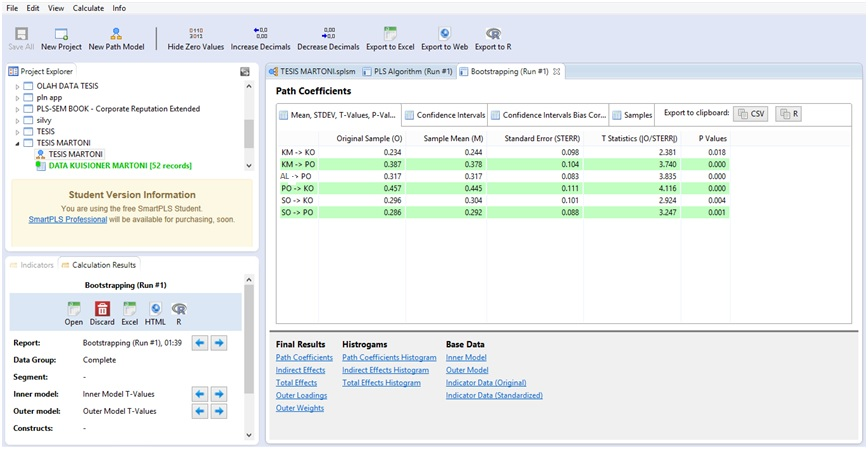 File Edit View Calculate Info
Save All New Project New Path Model Hide Zero Values Increase Decimals Decrease Decimals Export to Excel Export to Web Export to R
Project Explorer
OLAH DATA TESIS
pln app
PLS-SEM BOOK - Corporate Reputation Extended
silvy
TESIS
TESIS MARTONI
TESIS MARTONI
DATA KUISIONER MARTONI [52 records]
Student Version Information
You are using the free SmartPLS Student.
SmartPLS Professional will be available for purchasing, soon.
Indicators Calculation Results
Bootstrapping (Run #1)
Open Discard Excel HTML R
Report: Bootstrapping (Run #1), 01:39
Data Group: Complete
Segment: -
Inner model: Inner Model T-Values
Outer model: Outer Model T-Values
Constructs: -
TESIS MARTONI.splsm PLS Algorithm (Run #1) Bootstrapping (Run #1)
Path Coefficients
Mean, STDEV, T-Values, P-Val... Confidence Intervals Confidence Intervals Bias Cor... Samples Export to clipboard: CSV R
Original Sample (O) Sample Mean (M) Standard Error (STERR) T Statistics (|O/STERR|) P Values
KM -> KO 0.234 0.244 0.098 2.381 0.018
KM -> PO 0.387 0.378 0.104 3.740 0.000
AL -> PO 0.317 0.317 0.083 3.835 0.000
PO -> KO 0.457 0.445 0.111 4.116 0.000
SO -> KO 0.296 0.304 0.101 2.924 0.004
SO -> PO 0.286 0.292 0.088 3.247 0.001
Final Results Histrogams Base Data
Path Coefficients Path Coefficients Histogram Inner Model
Indirect Effects Indirect Effects Histogram Outer Model
Total Effects Total Effects Histogram Indicator Data (Original)
Outer Loadings Indicator Data (Standardized)
Outer Weights